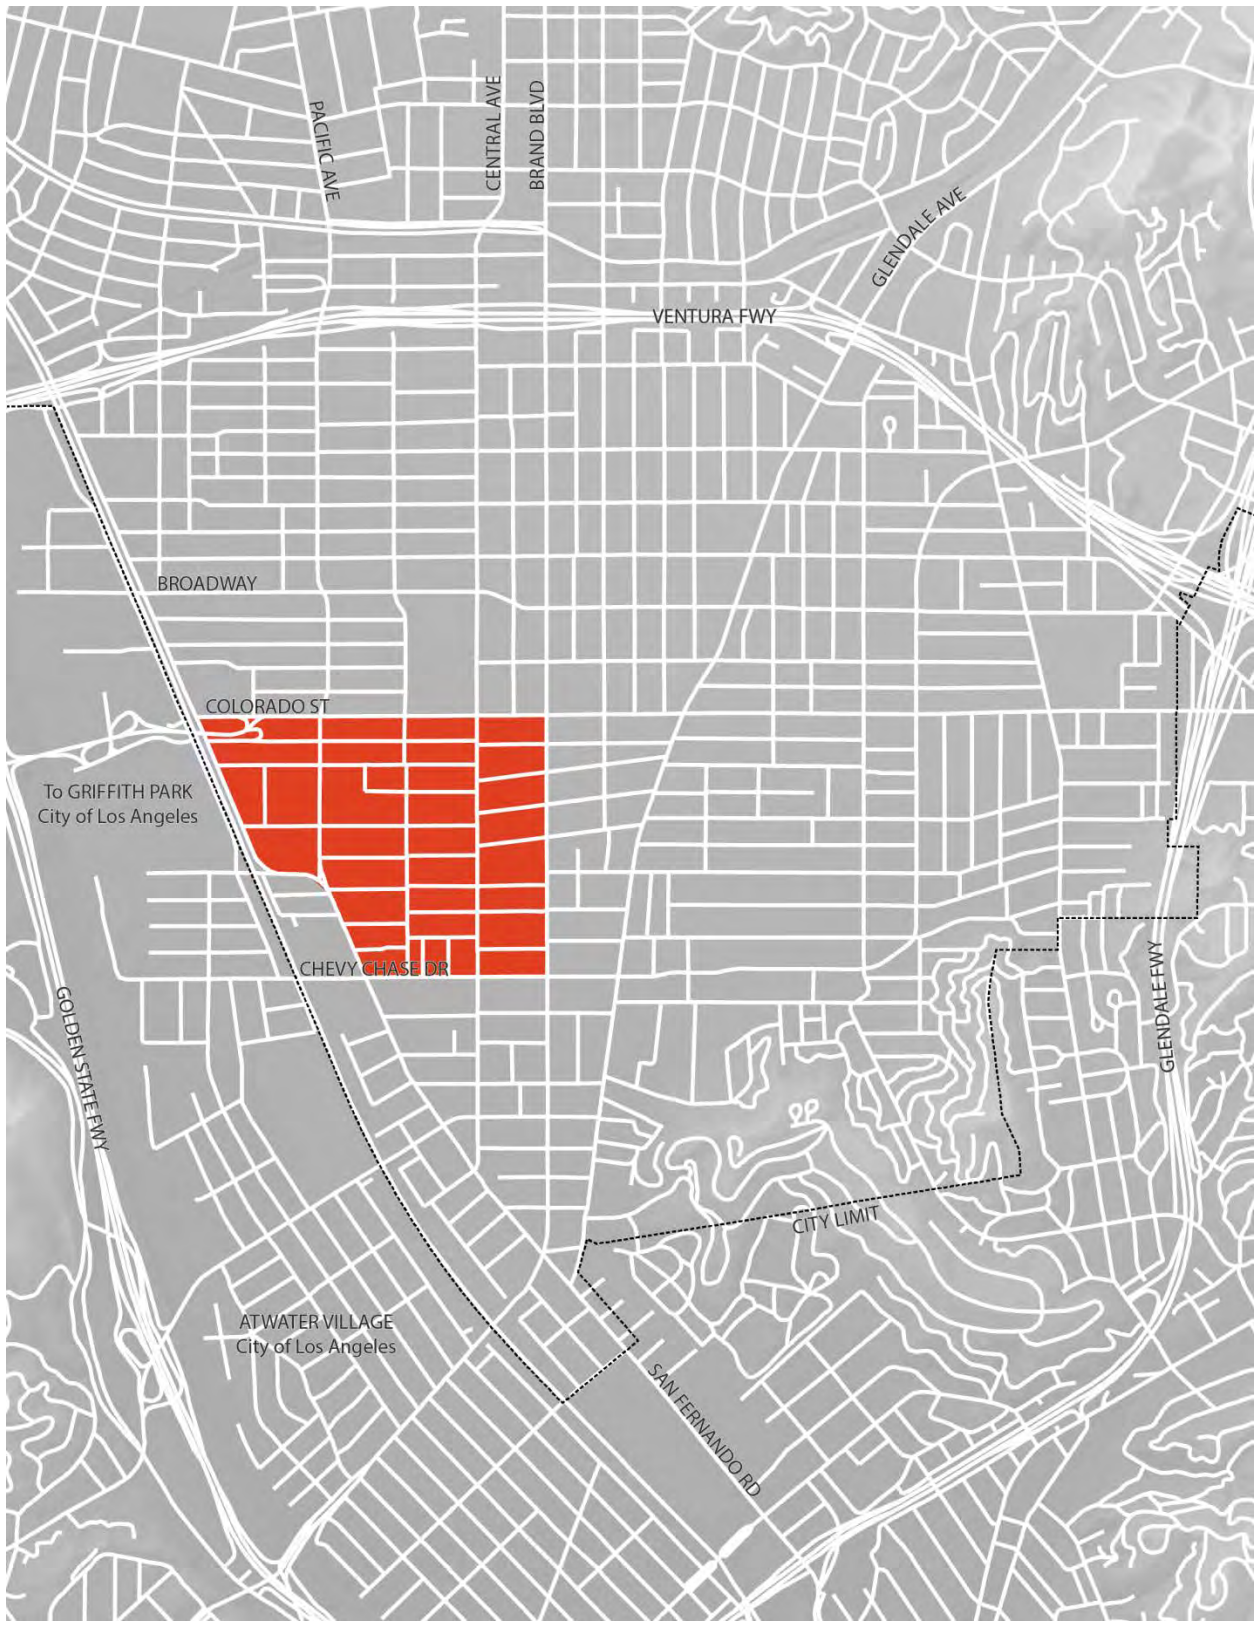 PACIFIC AVE
CENTRAL AVE
BRAND BLVD
GLENDALE AVE
VENTURA FWY
BROADWAY
COLORADO ST
To GRIFFITH PARK
City of Los Angeles
CHEVY CHASE DR
GOLDEN STATE FWY
GLENDALE FWY
CITY LIMIT
ATWATER VILLAGE
City of Los Angeles
SAN FERNANDO RD